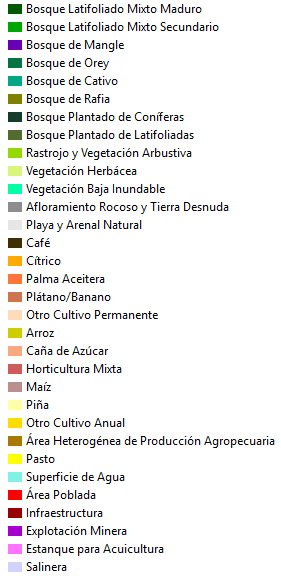 Bosque Latifoliado Mixto Maduro
Bosque Latifoliado Mixto Secundario
Bosque de Mangle
Bosque de Orey
Bosque de Cativo
Bosque de Rafia
Bosque Plantado de Coníferas
Bosque Plantado de Latifoliadas
Rastrojo y Vegetación Arbustiva
Vegetación Herbácea
Vegetación Baja Inundable
Afloramiento Rocoso y Tierra Desnuda
Playa y Arenal Natural
Café
Cítrico
Palma Aceitera
Plátano/Banano
Otro Cultivo Permanente
Arroz
Caña de Azúcar
Horticultura Mixta
Maíz
Piña
Otro Cultivo Anual
Área Heterogénea de Producción Agropecuaria
Pasto
Superficie de Agua
Área Poblada
Infraestructura
Explotación Minera
Estanque para Acuicultura
Salinera